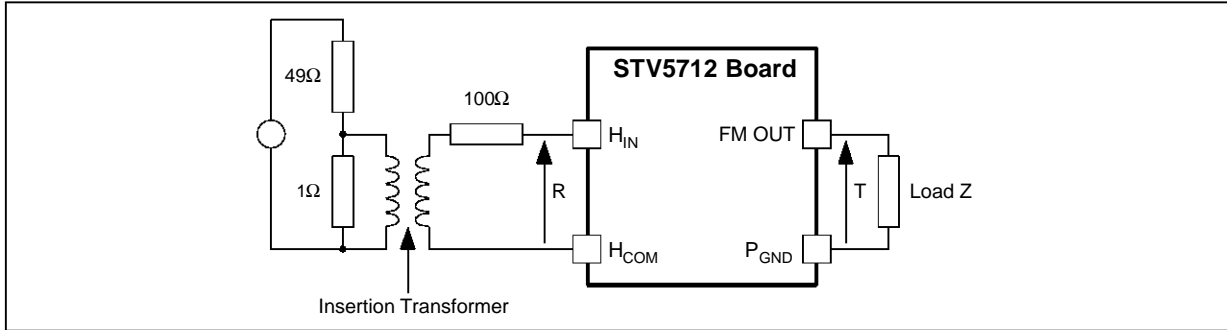 STV5712 Board
49Ω
100Ω
H_IN
FM OUT
1Ω
R
T
Load Z
H_COM
P_GND
Insertion Transformer